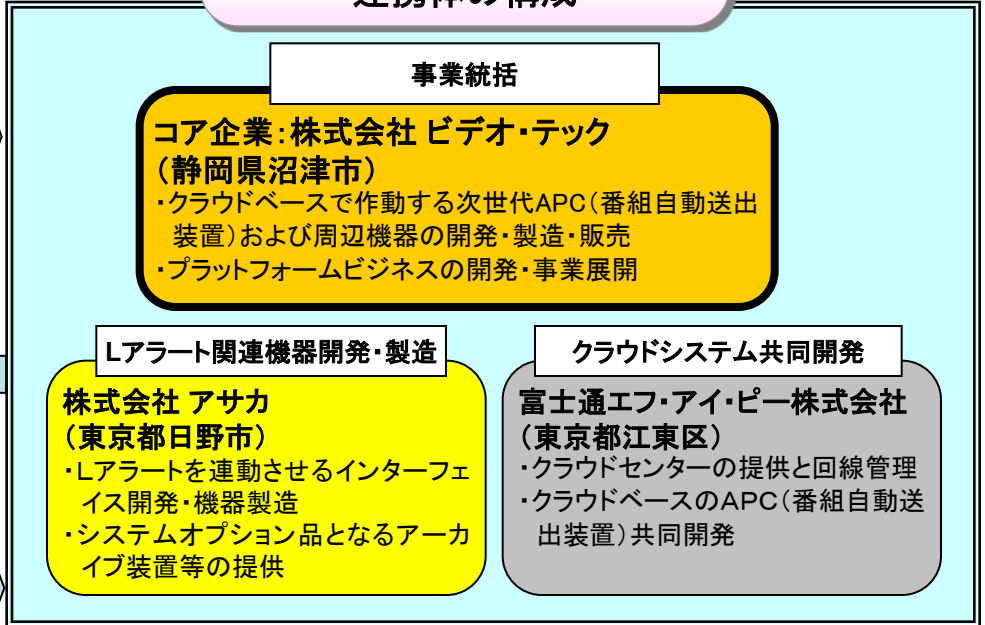 連携体の構成
事業統括
コア企業：株式会社 ビデオ・テック
（静岡県沼津市）
・クラウドベースで作動する次世代APC（番組自動送出
装置）および周辺機器の開発・製造・販売
・プラットフォームビジネスの開発・事業展開
Lアラート関連機器開発・製造
株式会社 アサカ
（東京都日野市）
・Lアラートを連動させるインターフェ
イス開発・機器製造
・システムオプション品となるアーカ
イブ装置等の提供
クラウドシステム共同開発
富士通エフ・アイ・ピー株式会社
（東京都江東区）
・クラウドセンターの提供と回線管理
・クラウドベースのAPC（番組自動送
出装置）共同開発